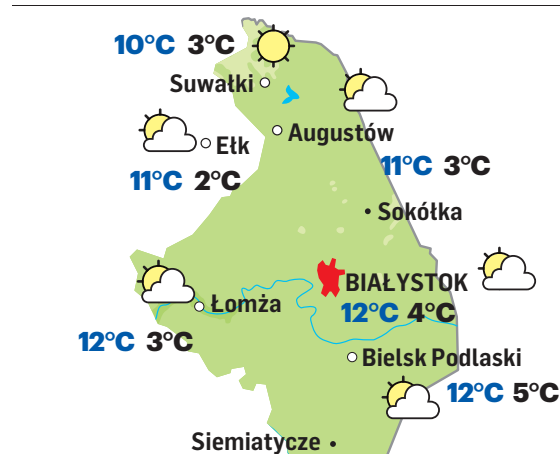 10°C 3°C
Suwałki
Augustów
Ełk
11°C 3°C
11°C 2°C
Sokółka
BIAŁYSTOK
Łomża
12°C 4°C
12°C 3°C
Bielsk Podlaski
12°C 5°C
Siemiatycze